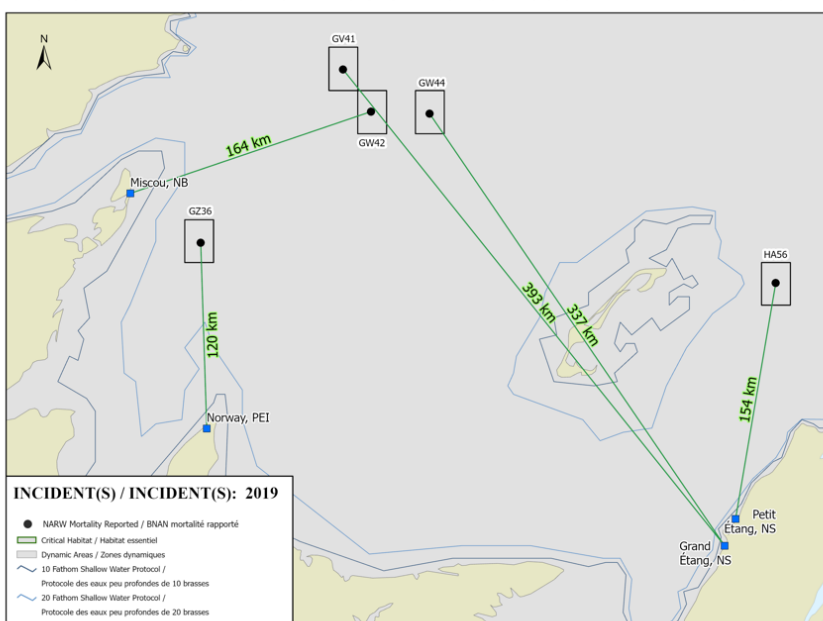 N
GV41
GW44
GW42
164 km
Miscou, NB
GZ36
HA56
393 km
337 km
120 km
154 km
Norway, PEI
Petit
Étang, NS
Grand
Étang, NS
INCIDENT(S) / INCIDENT(S): 2019
NARW Mortality Reported / BNAN mortalité rapporté
Critical Habitat / Habitat essentiel
Dynamic Areas / Zones dynamiques
10 Fathom Shallow Water Protocol /
Protocole des eaux peu profondes de 10 brasses
20 Fathom Shallow Water Protocol /
Protocole des eaux peu profondes de 20 brasses